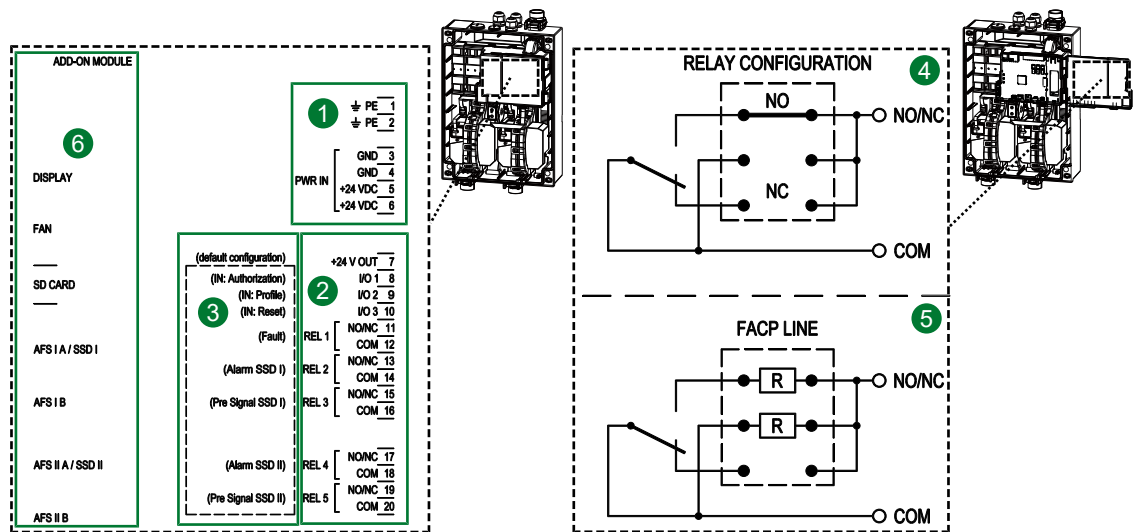 ADD-ON MODULE
6
DISPLAY
FAN
SD CARD
AFS I A / SSD I
AFS I B
AFS II A / SSD II
AFS II B
1
PE 1
PE 2
PWR IN
GND 3
GND 4
+24 VDC 5
+24 VDC 6
3
(default configuration)
(IN: Authorization)
(IN: Profile)
(IN: Reset)
(Fault)
(Alarm SSD I)
(Pre Signal SSD I)
(Alarm SSD II)
(Pre Signal SSD II)
2
+24 V OUT 7
I/O 1 8
I/O 2 9
I/O 3 10
REL 1
NO/NC 11
COM 12
REL 2
NO/NC 13
COM 14
REL 3
NO/NC 15
COM 16
REL 4
NO/NC 17
COM 18
REL 5
NO/NC 19
COM 20
RELAY CONFIGURATION
4
NO
NO/NC
NC
COM
5
FACP LINE
R
NO/NC
R
COM